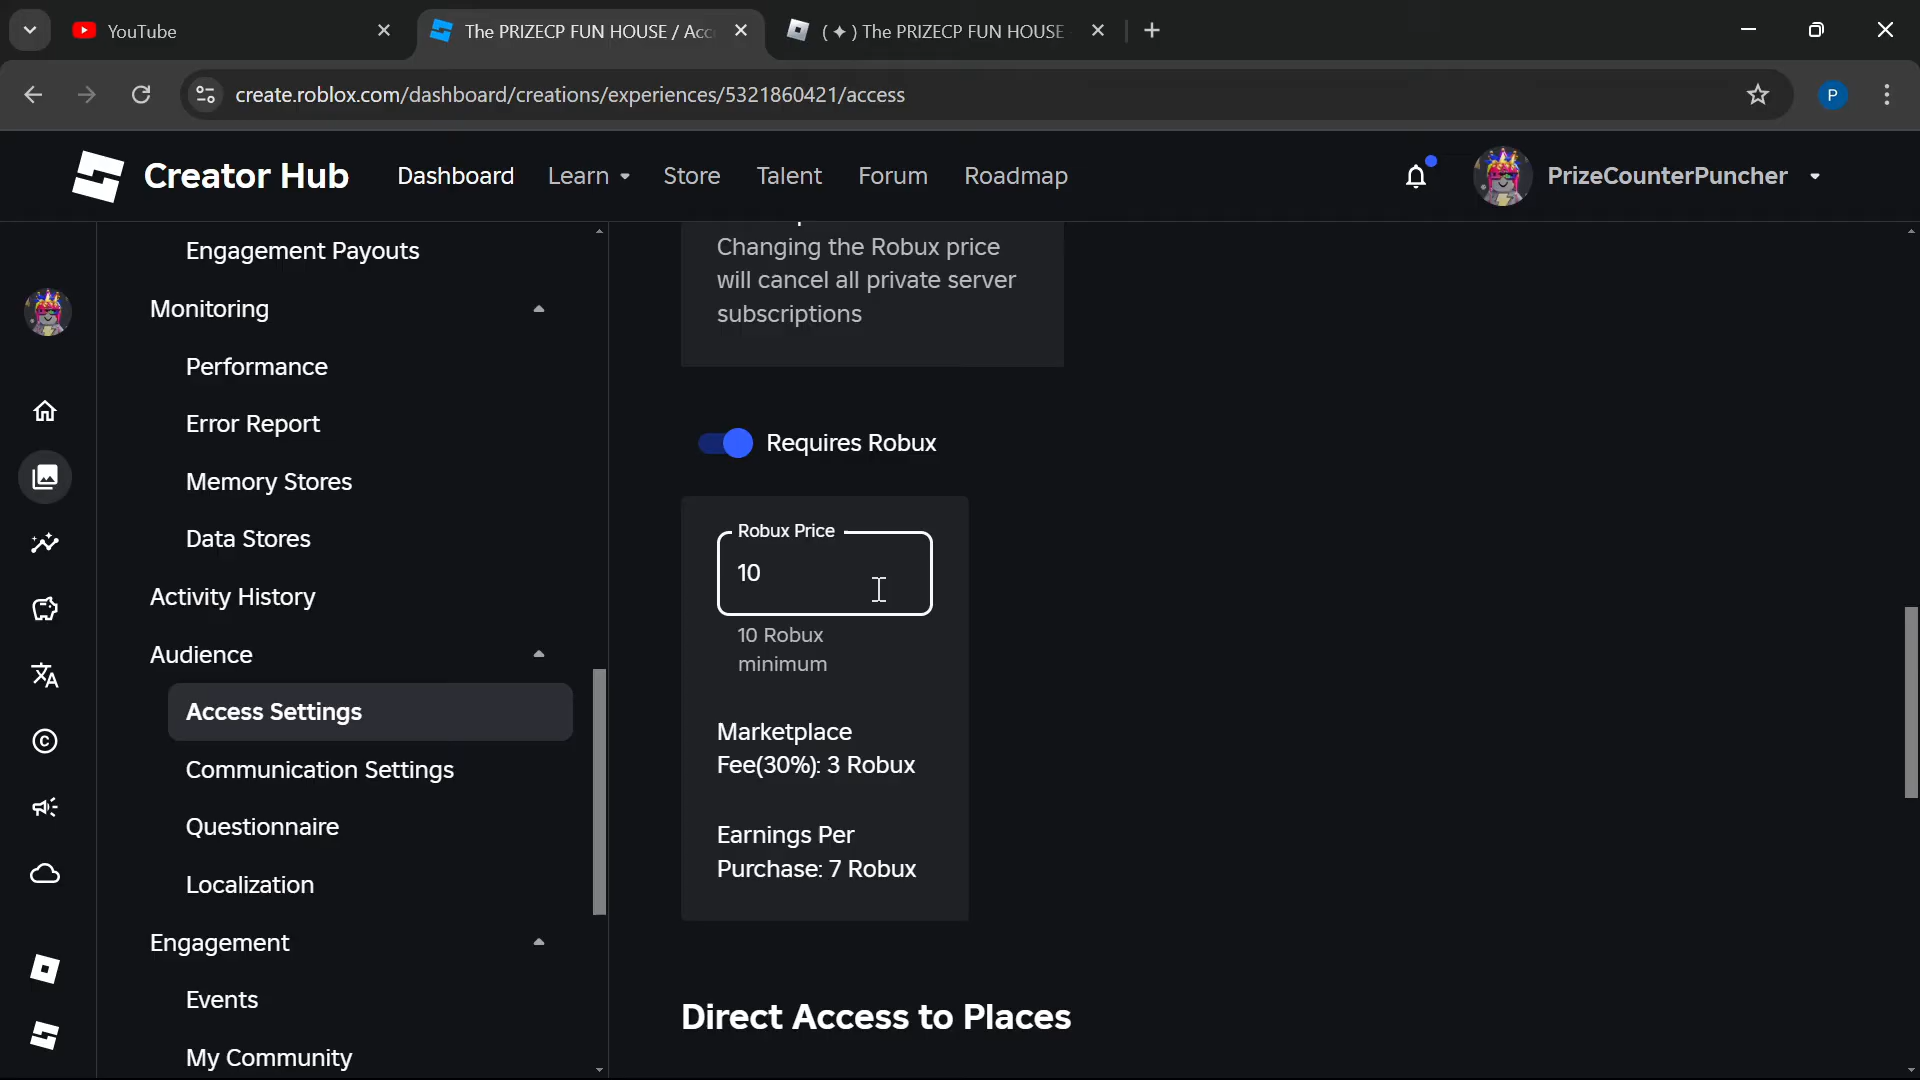 YouTube
The PRIZECP FUN HOUSE / Acc
( ✦ ) The PRIZECP FUN HOUSE
create.roblox.com/dashboard/creations/experiences/5321860421/access
P
Creator Hub
Dashboard
Learn
Store
Talent
Forum
Roadmap
PrizeCounterPuncher
Engagement Payouts
Monitoring
Performance
Error Report
Memory Stores
Data Stores
Activity History
Audience
Access Settings
Communication Settings
Questionnaire
Localization
Engagement
Events
My Community
Changing the Robux price
will cancel all private server
subscriptions
Requires Robux
Robux Price
10
10 Robux
minimum
Marketplace
Fee(30%): 3 Robux
Earnings Per
Purchase: 7 Robux
Direct Access to Places